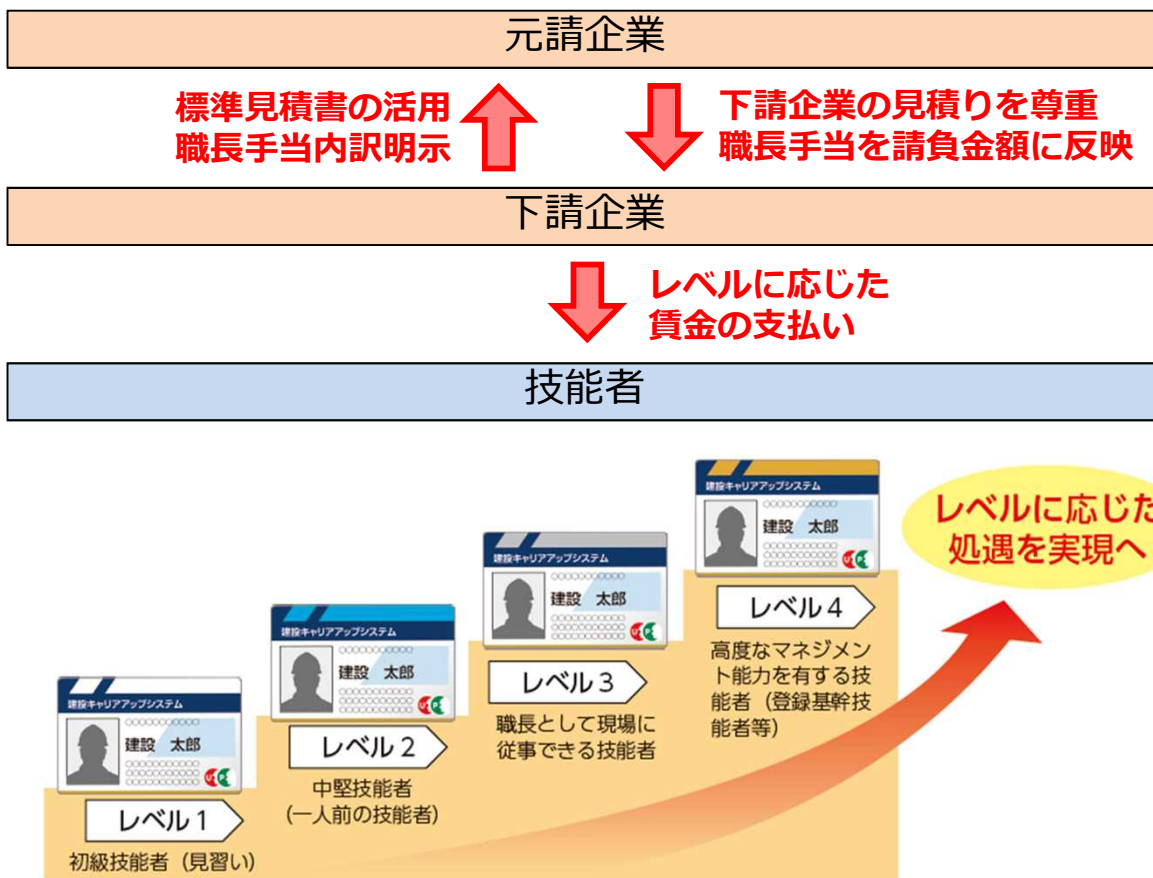 元請企業
標準見積書の活用
職長手当内訳明示
下請企業の見積りを尊重
職長手当を請負金額に反映
下請企業
レベルに応じた
賃金の支払い
技能者
レベルに応じた
処遇を実現へ
建設キャリアアップシステム
建設 太郎
レベル4
高度なマネジメン
ト能力を有する技
能者（登録基幹技
能者等）
建設キャリアアップシステム
建設 太郎
レベル3
職長として現場に
従事できる技能者
建設キャリアアップシステム
建設 太郎
レベル2
中堅技能者
(一人前の技能者)
建設キャリアアップシステム
建設 太郎
レベル1
初級技能者（見習い）